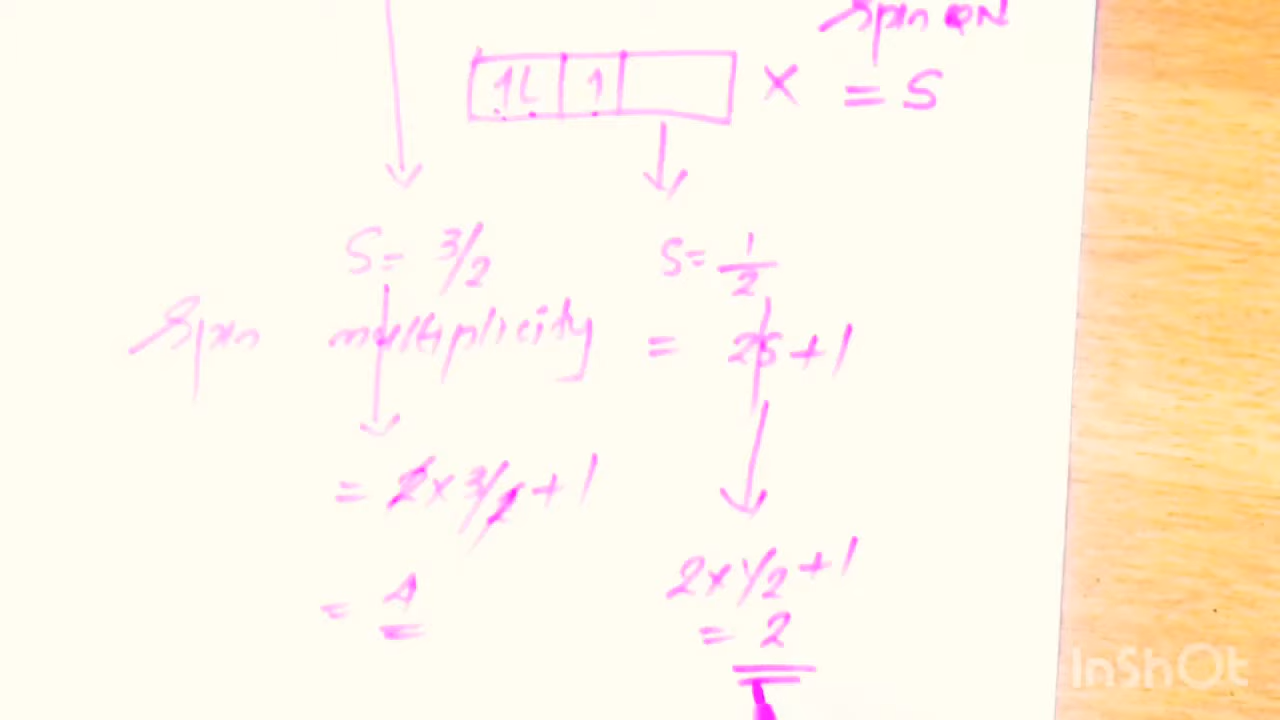 Spin QN
1L 1 × = S
S = 3/2 S = 1/2
Spin multiplicity = 2S + 1
= 2 × 3/2 + 1
2 × 1/2 + 1
= 4
= 2
InShOt